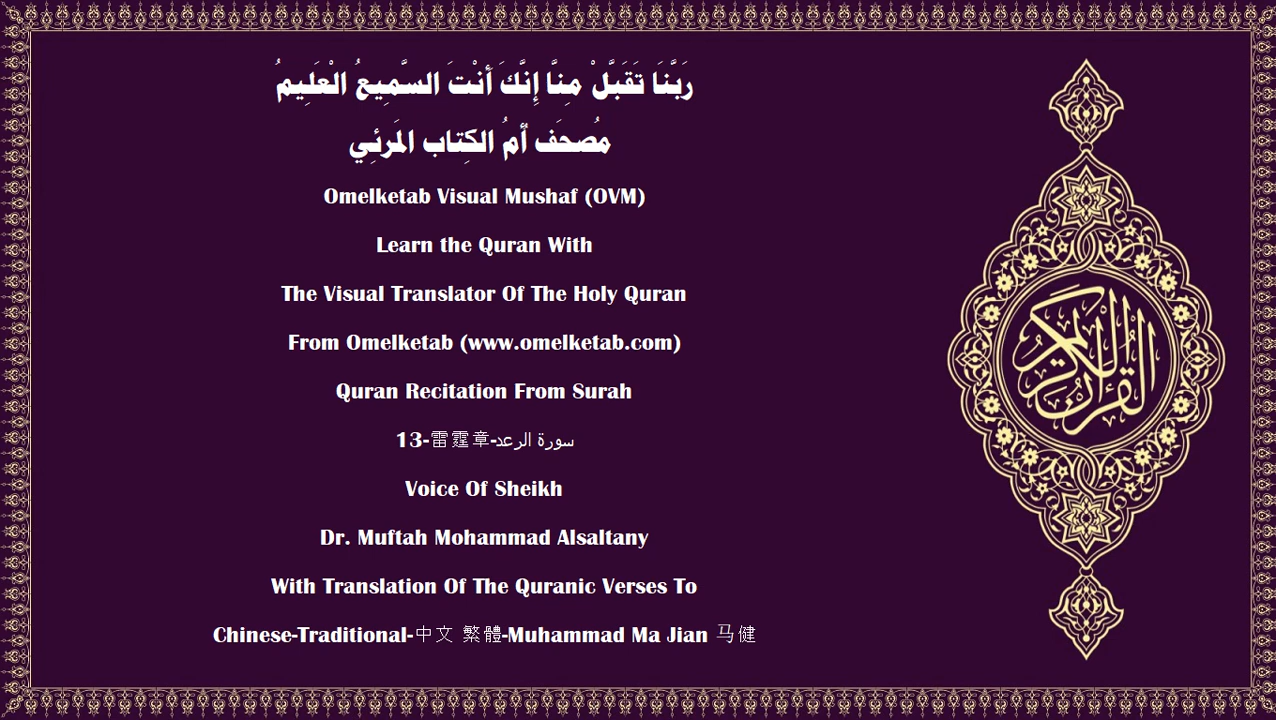 رَبَّنَا تَقَبَّلْ مِنَّا إِنَّكَ أَنْتَ السَّمِيعُ الْعَلِيمُ
مُصحَف أمُ الكِتاب المَرئِي
Omelketab Visual Mushaf (OVM)
Learn the Quran With
The Visual Translator Of The Holy Quran
From Omelketab (www.omelketab.com)
Quran Recitation From Surah
13-雷霆章-سورة الرعد
Voice Of Sheikh
Dr. Muftah Mohammad Alsaltany
With Translation Of The Quranic Verses To
Chinese-Traditional-中文 繁體-Muhammad Ma Jian 马健
القرآن الكريم